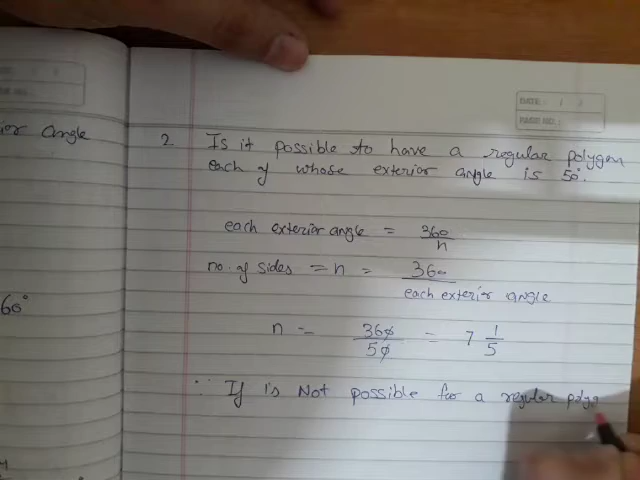 ior angle
60°
DATE: / /
PAGE NO.:
2 Is it possible to have a regular polygon
each of whose exterior angle is 50°.
each exterior angle = 360/n
no. of sides = n = 360/each exterior angle
n = 360/50 = 7 1/5
∵ If is Not possible for a regular polyg